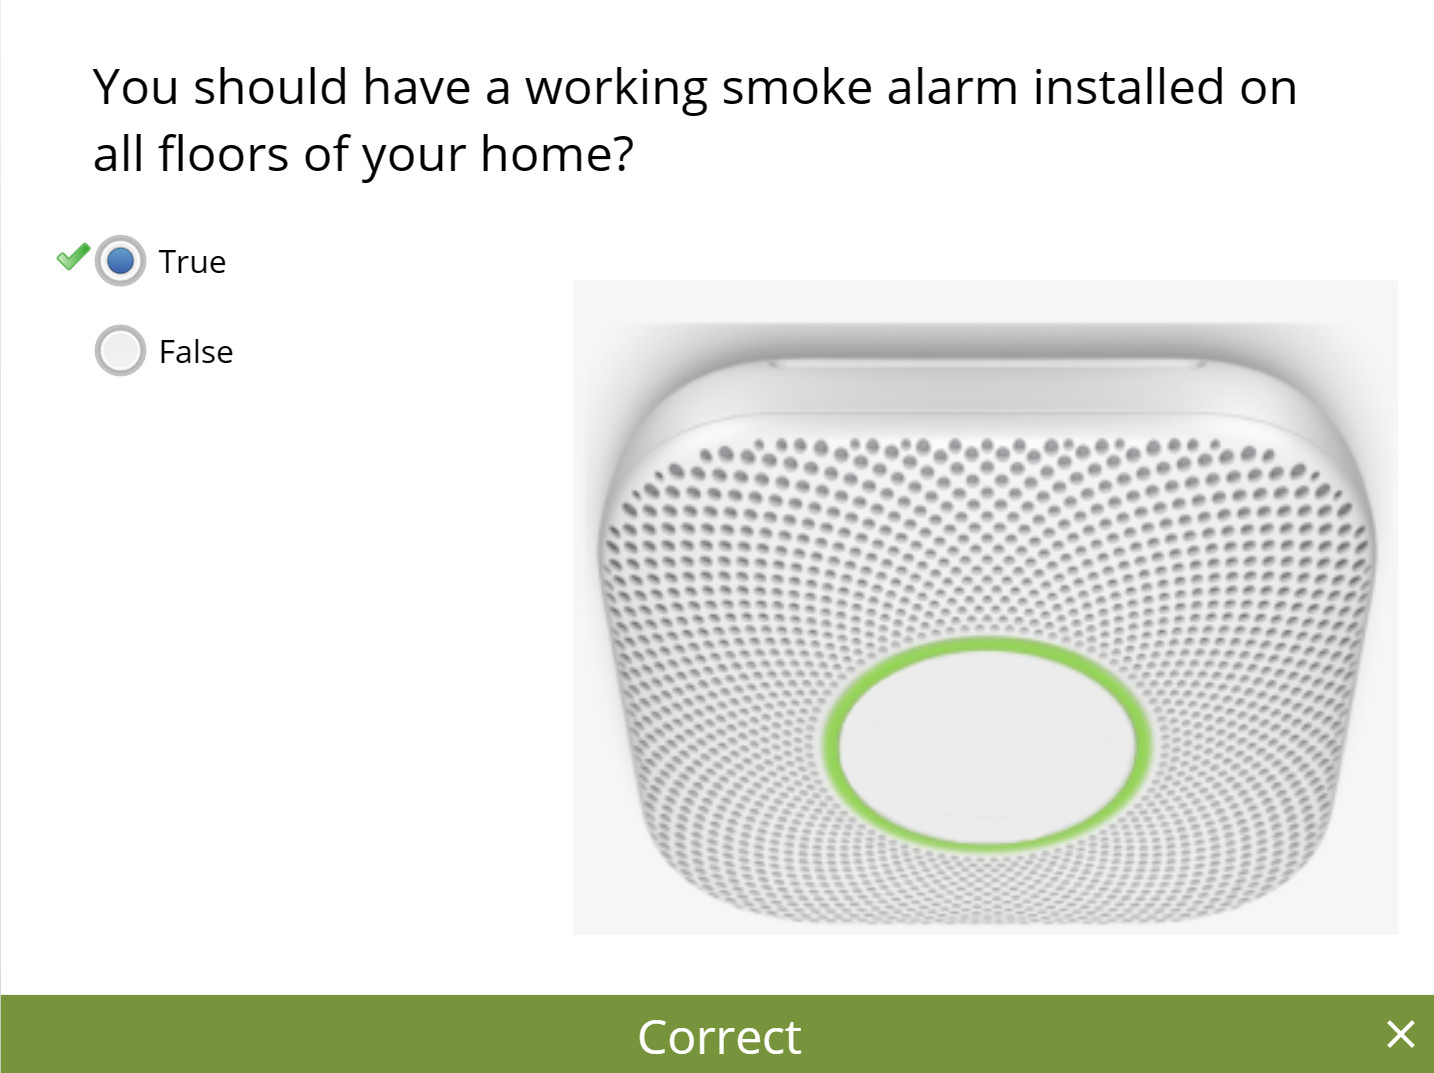 You should have a working smoke alarm installed on
all floors of your home?
True
False
Correct